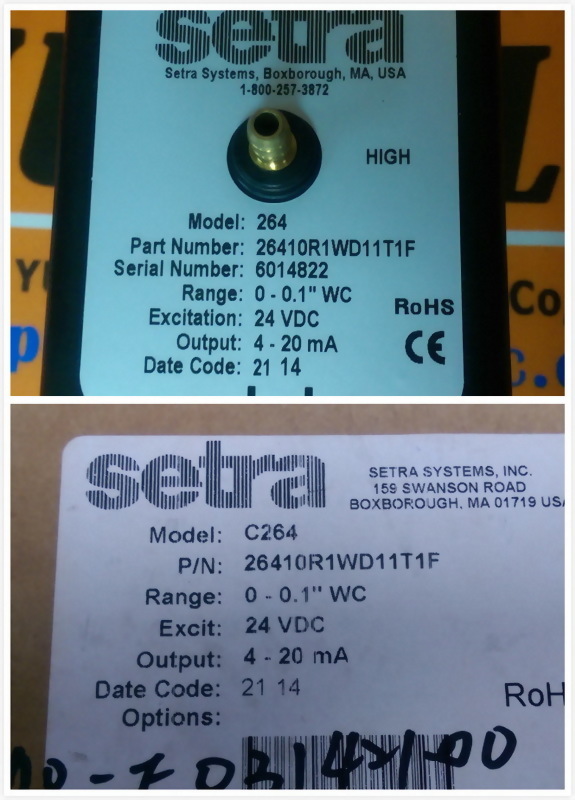 setra
Setra Systems, Boxborough, MA, USA
1-800-257-3872
HIGH
Model: 264
Part Number: 26410R1WD11T1F
Serial Number: 6014822
Range: 0 - 0.1" WC
RoHS
Excitation: 24 VDC
Output: 4 - 20 mA
CE
Date Code: 21 14
Co
setra
SETRA SYSTEMS, INC.
159 SWANSON ROAD
BOXBOROUGH, MA 01719 USA
Model: C264
P/N: 26410R1WD11T1F
Range: 0 - 0.1" WC
Excit: 24 VDC
Output: 4 - 20 mA
Date Code: 21 14
RoH
Options: